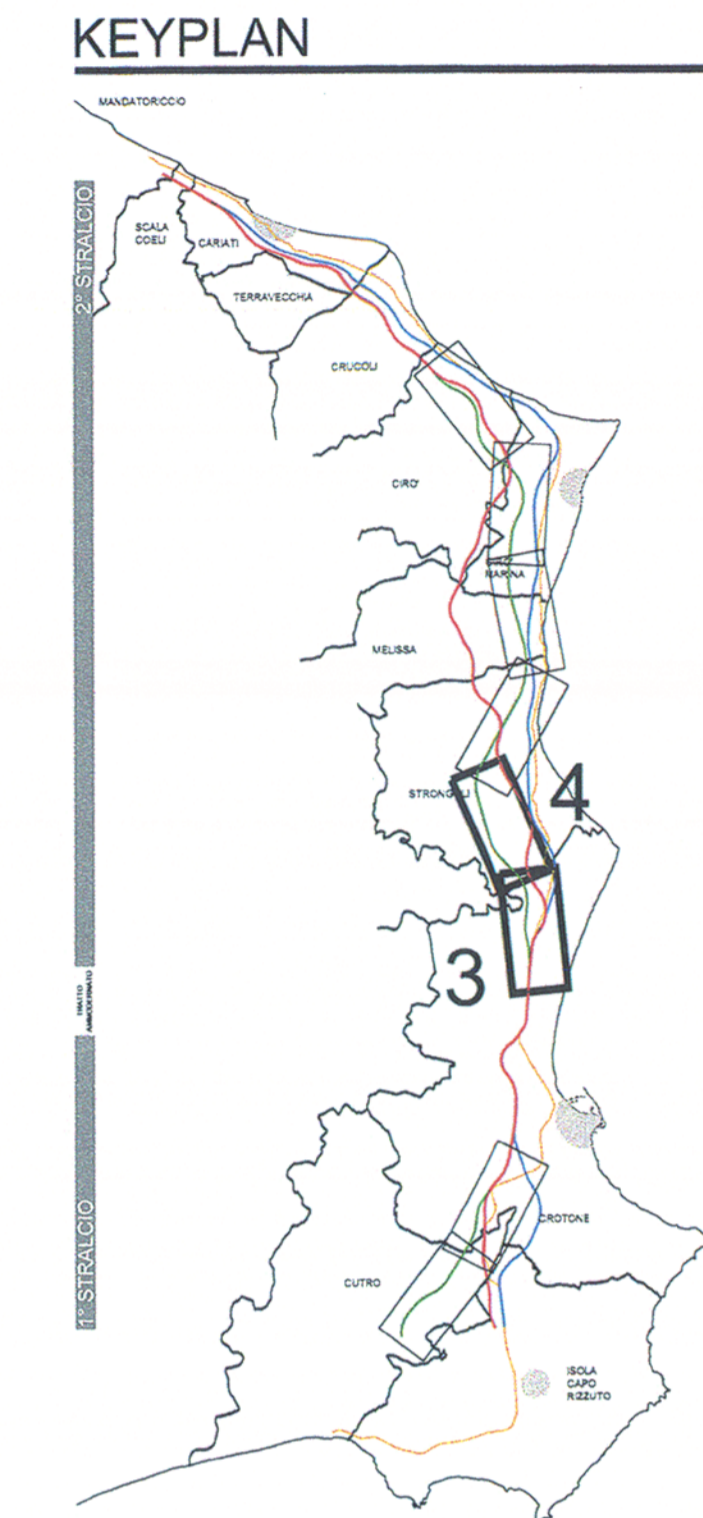 KEYPLAN
MANDATORICCIO
2° STRALCIO
SCALA
COELI
CARIATI
TERRAVECCHIA
CRUCOLI
CIRO'
MARINA
MELISSA
STRONGOLI
4
3
TRATTO
AMMODERNATO
1° STRALCIO
CROTONE
CUTRO
ISOLA
CAPO
RIZZUTO